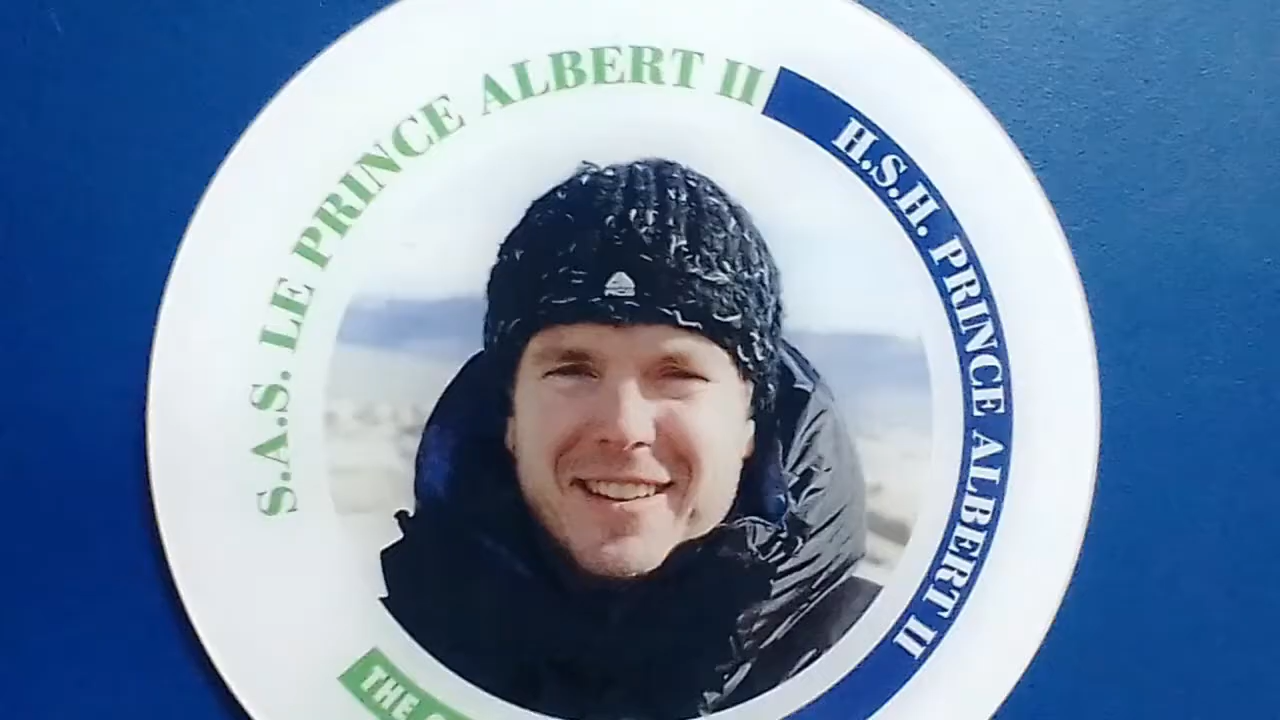 S.A.S. LE PRINCE ALBERT II
H.S.H. PRINCE ALBERT II
THE